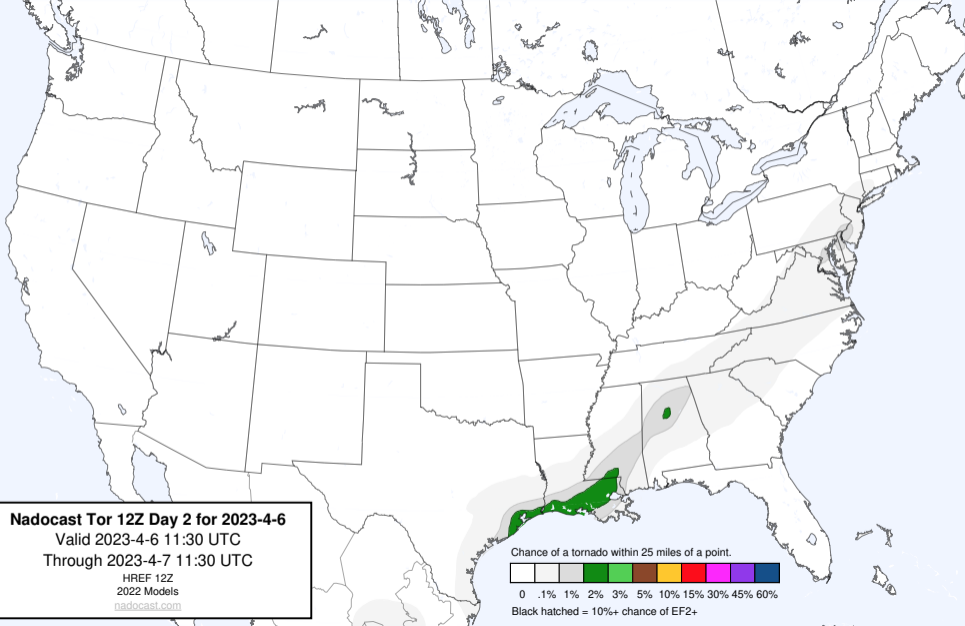 Nadocast Tor 12Z Day 2 for 2023-4-6
Valid 2023-4-6 11:30 UTC
Through 2023-4-7 11:30 UTC
HREF 12Z
2022 Models
nadocast.com
Chance of a tornado within 25 miles of a point.
0 .1% 1% 2% 3% 5% 10% 15% 30% 45% 60%
Black hatched = 10%+ chance of EF2+